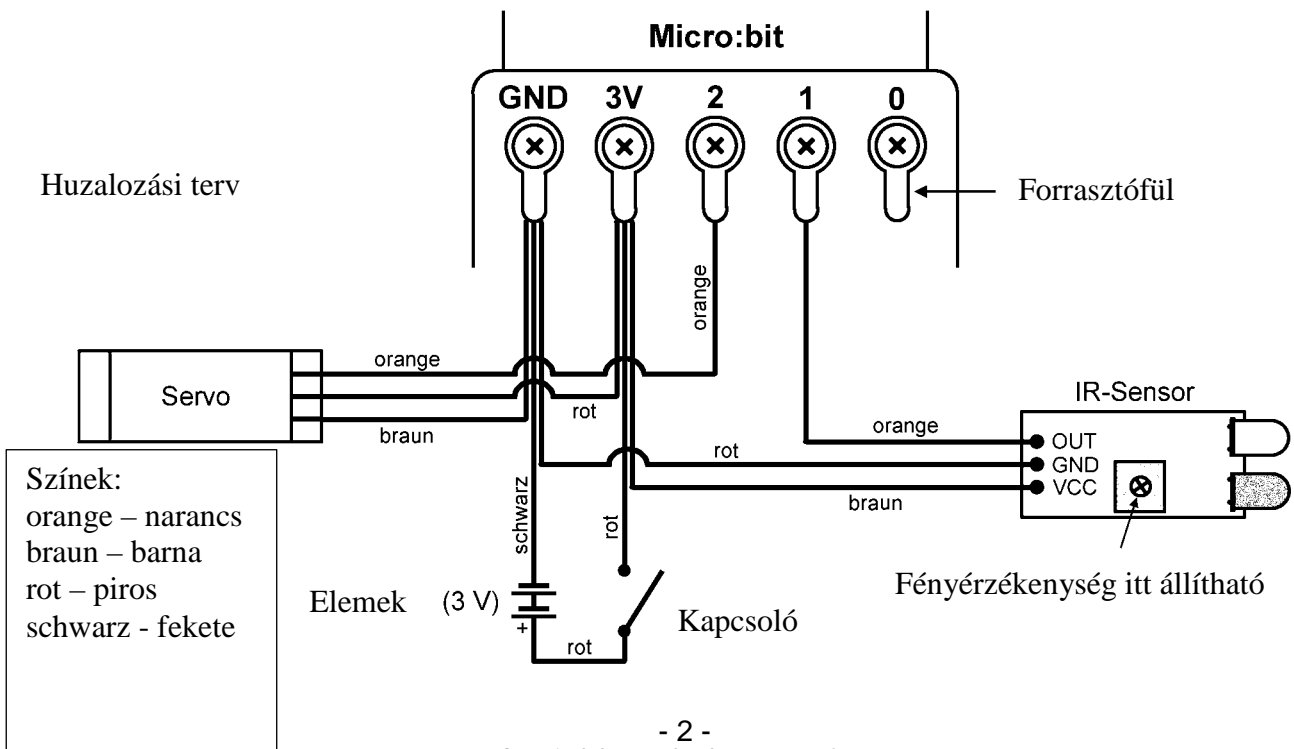 Micro:bit
GND 3V 2 1 0
Huzalozási terv
Forrasztófül
orange
orange
Servo
rot
braun
IR-Sensor
orange
OUT
rot
GND
VCC
braun
Színek:
orange – narancs
braun – barna
rot – piros
schwarz - fekete
schwarz
rot
Elemek
(3 V)
+
Kapcsoló
rot
Fényérzékenység itt állítható
- 2 -